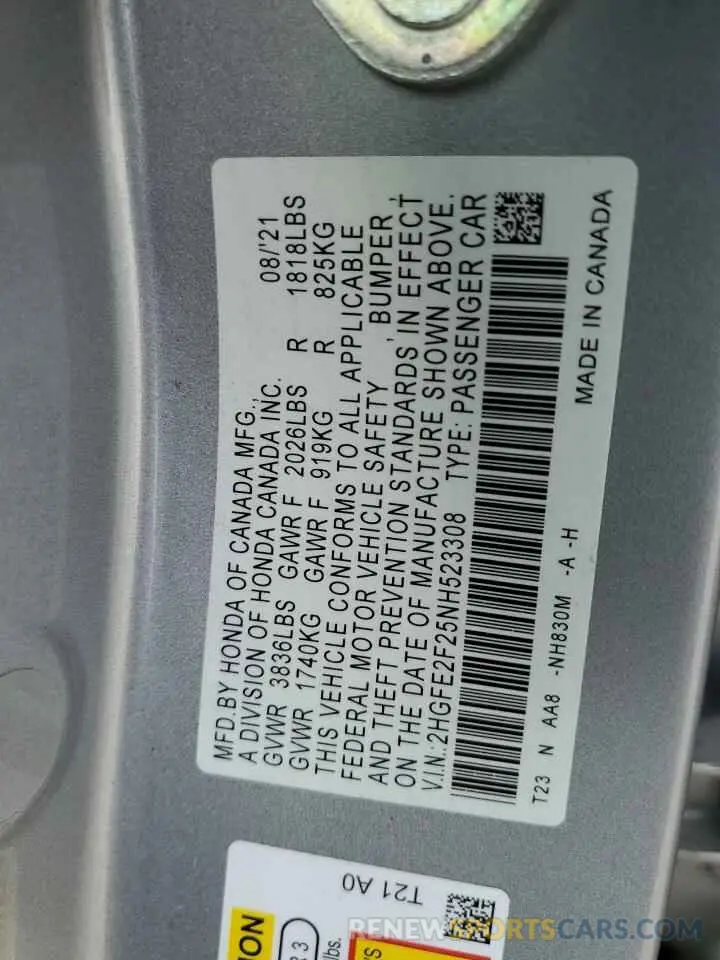 MFD. BY HONDA OF CANADA MFG.,
A DIVISION OF HONDA CANADA INC. 08/'21
GVWR 3836LBS GAWR F 2026LBS R 1818LBS
GVWR 1740KG GAWR F 919KG R 825KG
THIS VEHICLE CONFORMS TO ALL APPLICABLE
FEDERAL MOTOR VEHICLE SAFETY, BUMPER,
AND THEFT PREVENTION STANDARDS IN EFFECT
ON THE DATE OF MANUFACTURE SHOWN ABOVE.
V.I.N.: 2HGFE2F25NH523308 TYPE: PASSENGER CAR
T23 N AA8 -NH830M -A -H
MADE IN CANADA
T21 A0
ION
3
lbs.
RENEWSPORTSCARS.COM